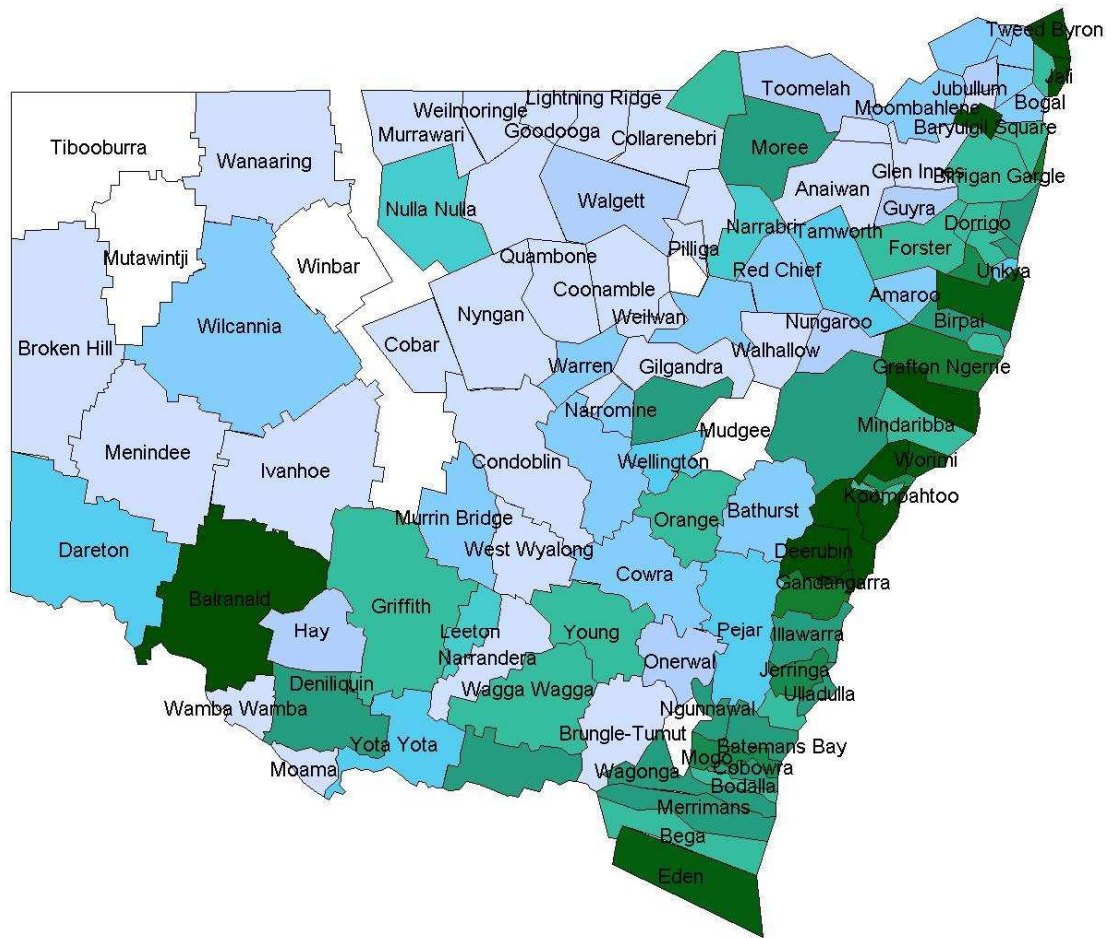 Tweed Byron
Jali
Jubullum
Bogal
Toomelah
Moombahlene
Baryulgil Square
Lightning Ridge
Weilmoringle
Goodooga
Collarenebri
Murrawari
Moree
Tibooburra
Wanaaring
Glen Innes
Birrigan Gargle
Anaiwan
Nulla Nulla
Walgett
Guyra
Narrabri
Tamworth
Dorrigo
Forster
Mutawintji
Winbar
Quambone
Pilliga
Red Chief
Unkya
Coonamble
Amaroo
Wilcannia
Nyngan
Weilwan
Nungaroo
Birpai
Broken Hill
Cobar
Warren
Gilgandra
Walhallow
Grafton Ngerrie
Narromine
Mudgee
Mindaribba
Menindee
Ivanhoe
Condoblin
Wellington
Worimi
Koompahtoo
Murrin Bridge
Orange
Bathurst
Dareton
West Wyalong
Deerubin
Cowra
Gandangarra
Balranald
Griffith
Hay
Leeton
Young
Pejar
Illawarra
Narrandera
Onerwal
Jerringa
Deniliquin
Wagga Wagga
Ulladulla
Wamba Wamba
Ngunnawal
Brungle-Tumut
Yota Yota
Batemans Bay
Moama
Mogo
Wagonga
Cobowra
Bodalla
Merrimans
Bega
Eden